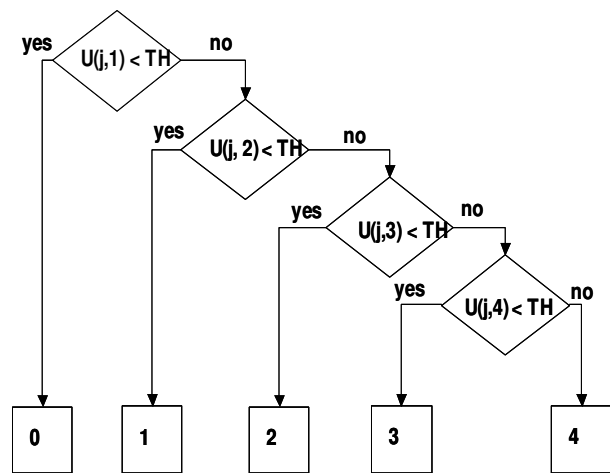 yes
no
U(j,1) < TH
yes
no
U(j, 2) < TH
yes
no
U(j,3) < TH
yes
no
U(j,4) < TH
0
1
2
3
4